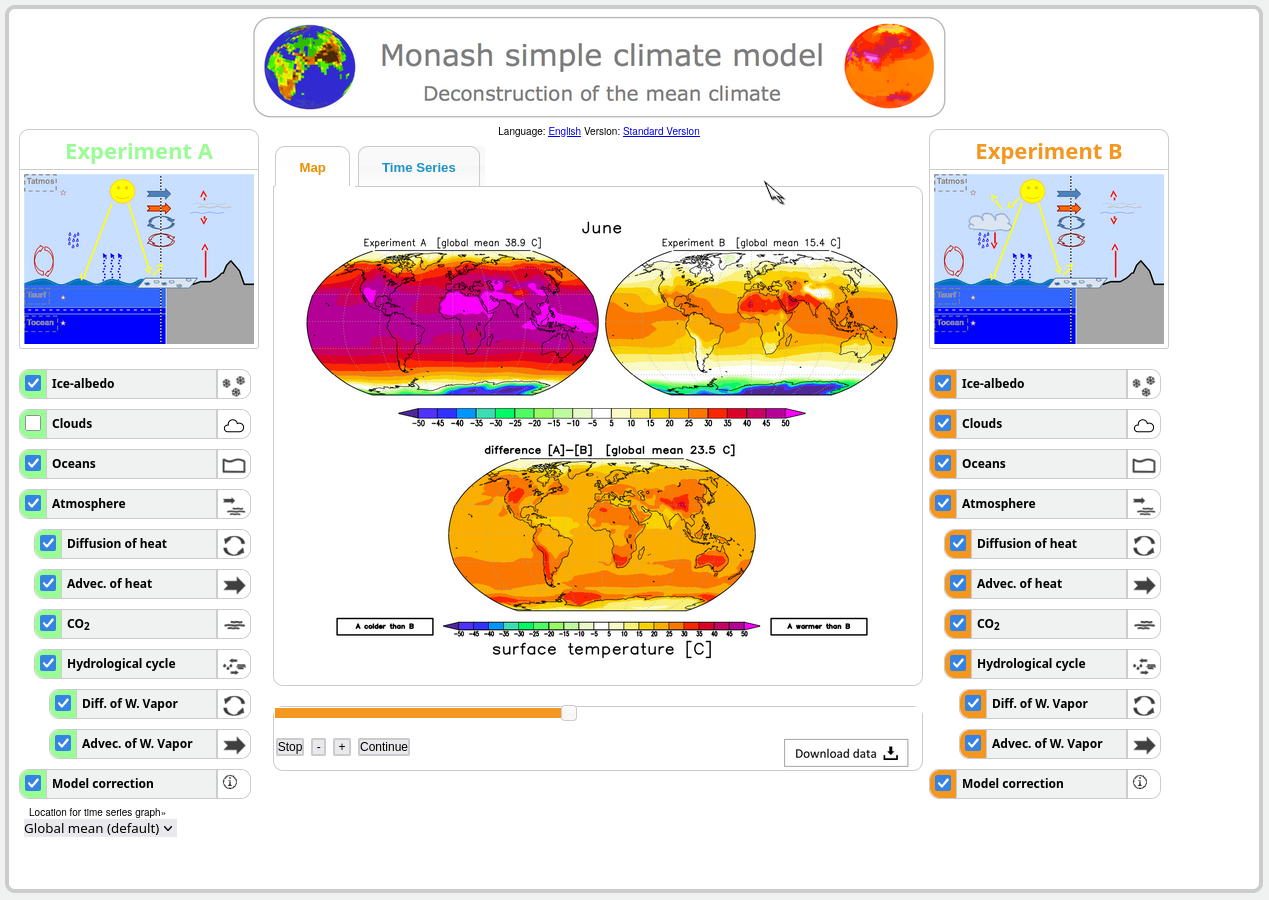 Monash simple climate model
Deconstruction of the mean climate
Language: English Version: Standard Version
Experiment A
Tatmos
Tsurf
Tocean
Ice-albedo
Clouds
Oceans
Atmosphere
Diffusion of heat
Advec. of heat
CO2
Hydrological cycle
Diff. of W. Vapor
Advec. of W. Vapor
Model correction
Location for time series graph»
Global mean (default)
Map
Time Series
June
Experiment A [global mean 38.9 C]
Experiment B [global mean 15.4 C]
-50 -45 -40 -35 -30 -25 -20 -15 -10 -5 5 10 15 20 25 30 35 40 45 50
difference [A]-[B] [global mean 23.5 C]
A colder than B
-50 -45 -40 -35 -30 -25 -20 -15 -10 -5 5 10 15 20 25 30 35 40 45 50
A warmer than B
surface temperature [C]
Stop - + Continue
Download data
Experiment B
Tatmos
Tsurf
Tocean
Ice-albedo
Clouds
Oceans
Atmosphere
Diffusion of heat
Advec. of heat
CO2
Hydrological cycle
Diff. of W. Vapor
Advec. of W. Vapor
Model correction